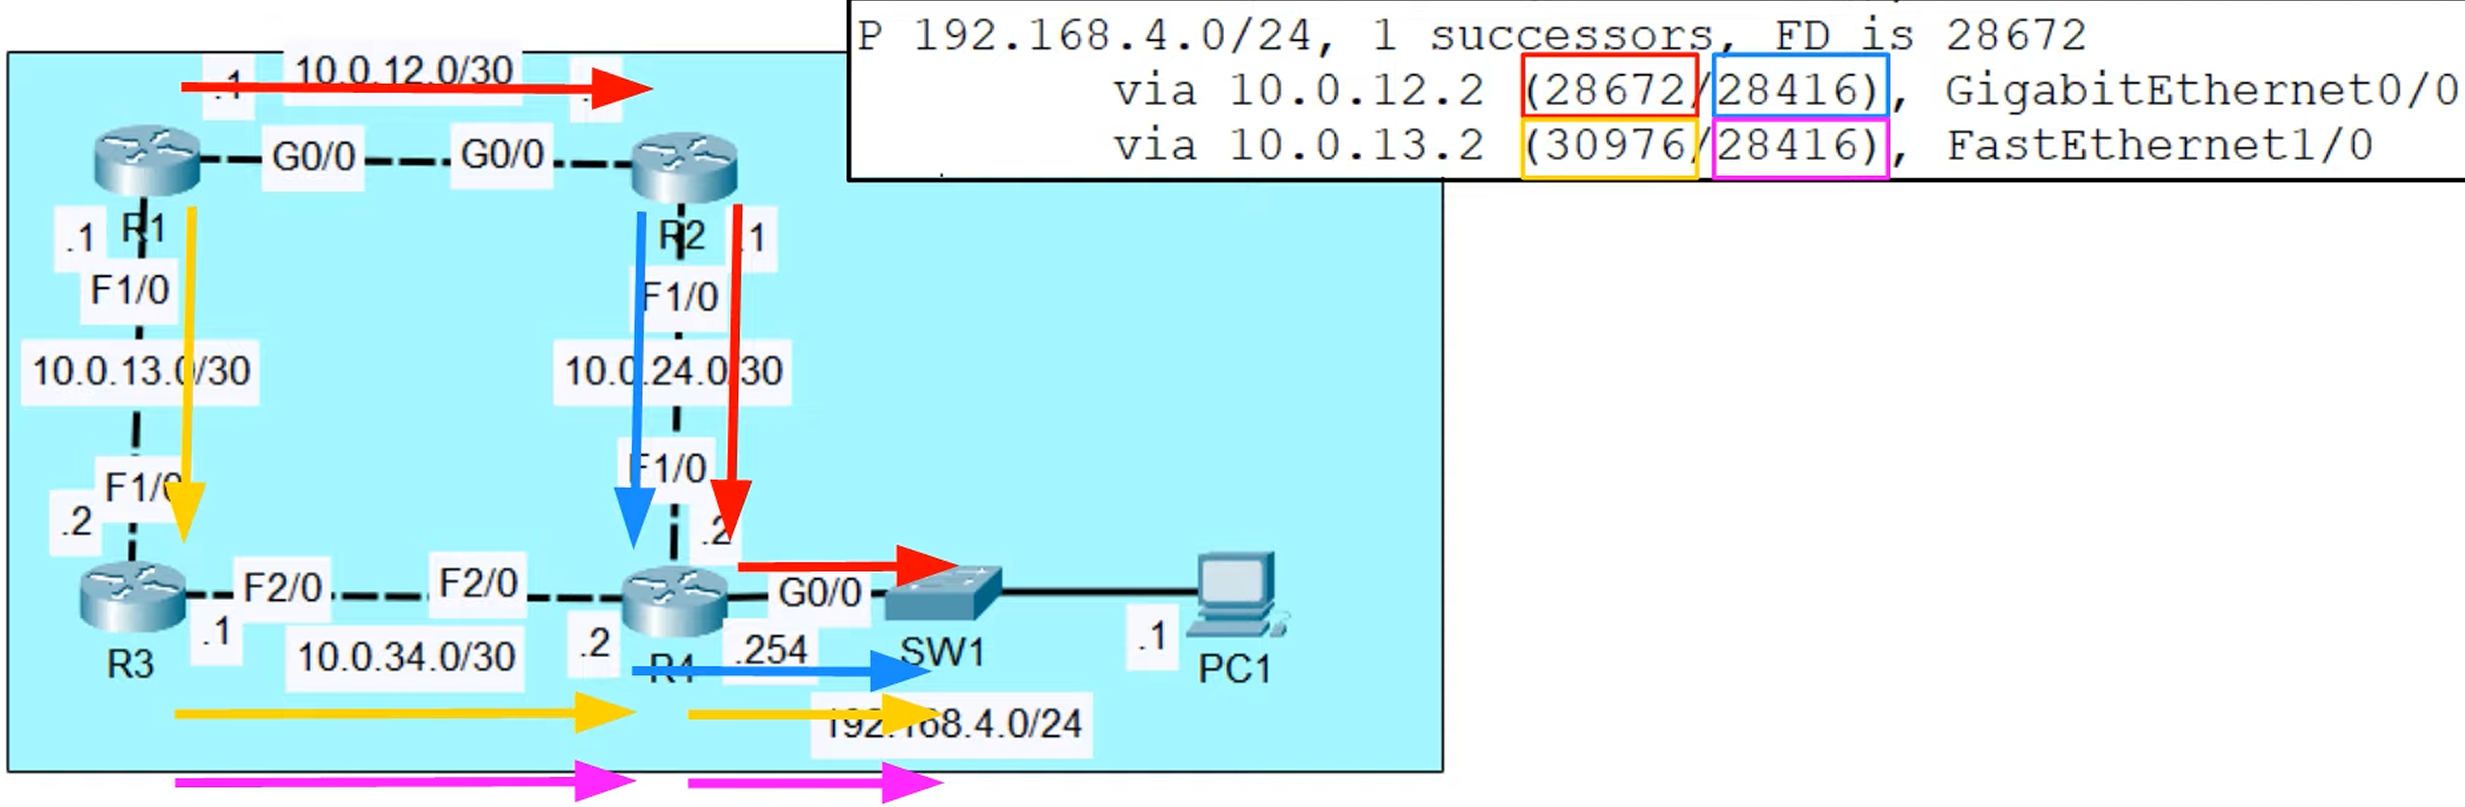 P 192.168.4.0/24, 1 successors, FD is 28672
via 10.0.12.2 (28672/28416), GigabitEthernet0/0
via 10.0.13.2 (30976/28416), FastEthernet1/0
.1
10.0.12.0/30
G0/0
G0/0
.1
R1
R2
.1
F1/0
F1/0
10.0.13.0/30
10.0.24.0/30
F1/0
F1/0
.2
.2
F2/0
F2/0
G0/0
.1
.2
.254
SW1
.1
R3
10.0.34.0/30
R4
PC1
192.168.4.0/24